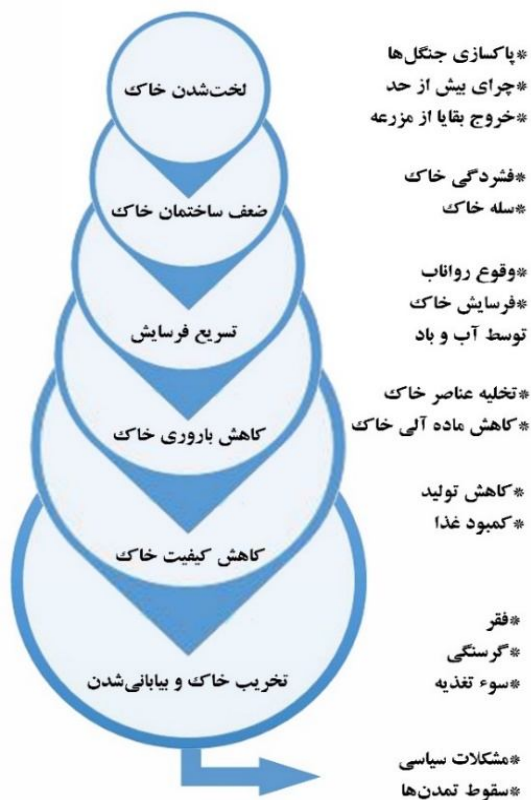 *پاکسازی جنگل‌ها
*چرای بیش از حد
لخت‌شدن خاک
*خروج بقایا از مزرعه
*فشردگی خاک
ضعف ساختمان خاک
*سله خاک
*وقوع رواناب
*فرسایش خاک
توسط آب و باد
تسریع فرسایش
*تخلیه عناصر خاک
*کاهش ماده آلی خاک
کاهش باروری خاک
*کاهش تولید
*کمبود غذا
کاهش کیفیت خاک
*فقر
*گرسنگی
*سوء تغذیه
تخریب خاک و بیابانی‌شدن
*مشکلات سیاسی
*سقوط تمدن‌ها